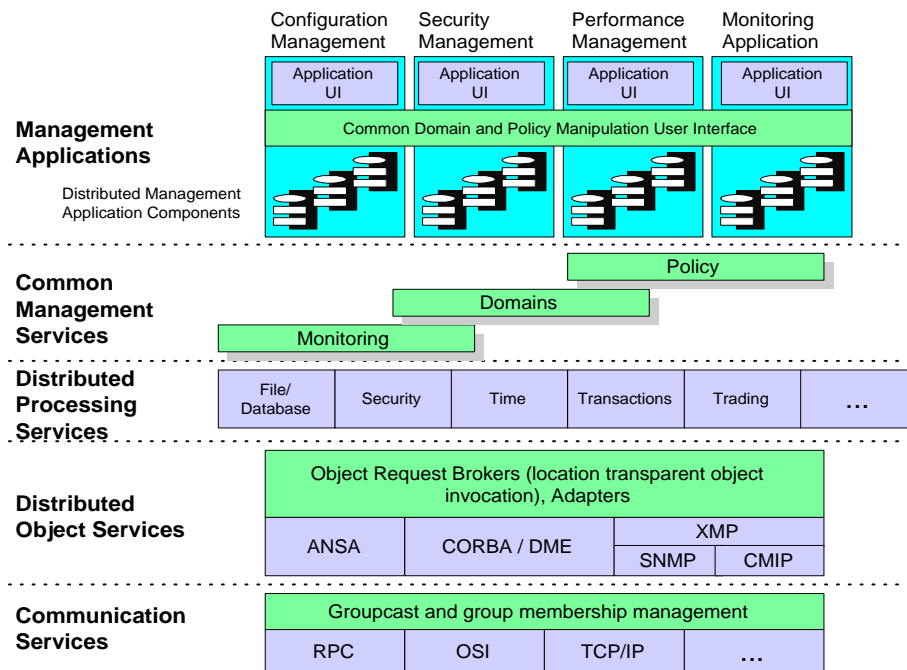 Configuration
Management
Security
Management
Performance
Management
Monitoring
Application
Application
UI
Application
UI
Application
UI
Application
UI
Management
Applications
Common Domain and Policy Manipulation User Interface
Distributed Management
Application Components
Common
Management
Services
Policy
Domains
Monitoring
Distributed
Processing
Services
File/
Database
Security
Time
Transactions
Trading
...
Distributed
Object Services
Object Request Brokers (location transparent object
invocation), Adapters
ANSA
CORBA / DME
XMP
SNMP
CMIP
Communication
Services
Groupcast and group membership management
RPC
OSI
TCP/IP
...